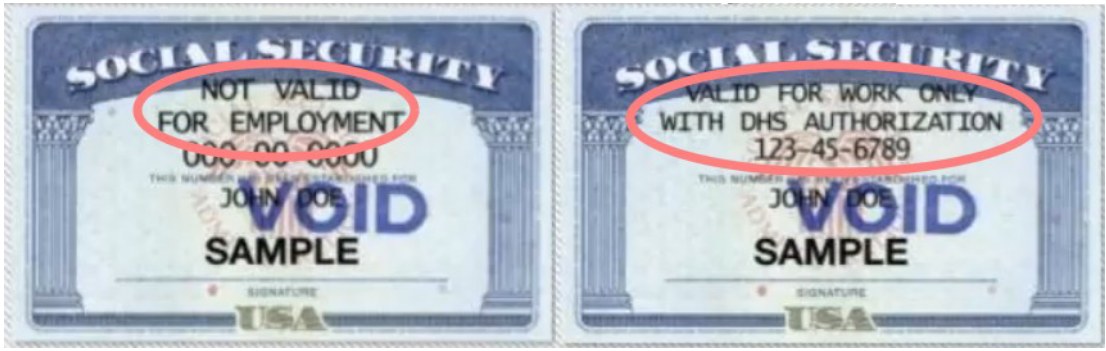 SOCIAL SECURITY
NOT VALID
FOR EMPLOYMENT
000-00-0000
THIS NUMBER HAS BEEN ESTABLISHED FOR
JOHN DOE
VOID
SAMPLE
SIGNATURE
USA
SOCIAL SECURITY
VALID FOR WORK ONLY
WITH DHS AUTHORIZATION
123-45-6789
THIS NUMBER HAS BEEN ESTABLISHED FOR
JOHN DOE
VOID
SAMPLE
SIGNATURE
USA